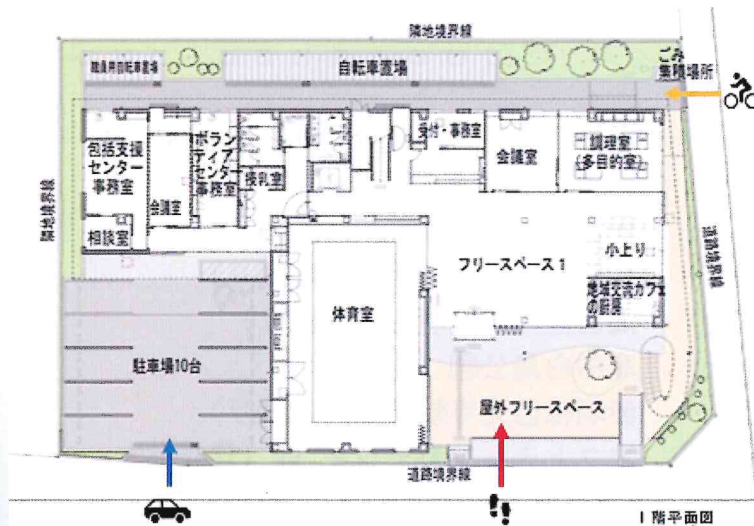 隣地境界線
職員用自転車置場
自転車置場
ごみ
集積場所
包括支援
センター
事務室
会議室
相談室
ボラン
ティア
センター
事務室
授乳室
受付・事務室
会議室
調理室
(多目的室)
隣地境界線
道路境界線
フリースペース1
小上り
地域交流カフェ
の厨房
体育室
駐車場10台
屋外フリースペース
道路境界線
1階平面図